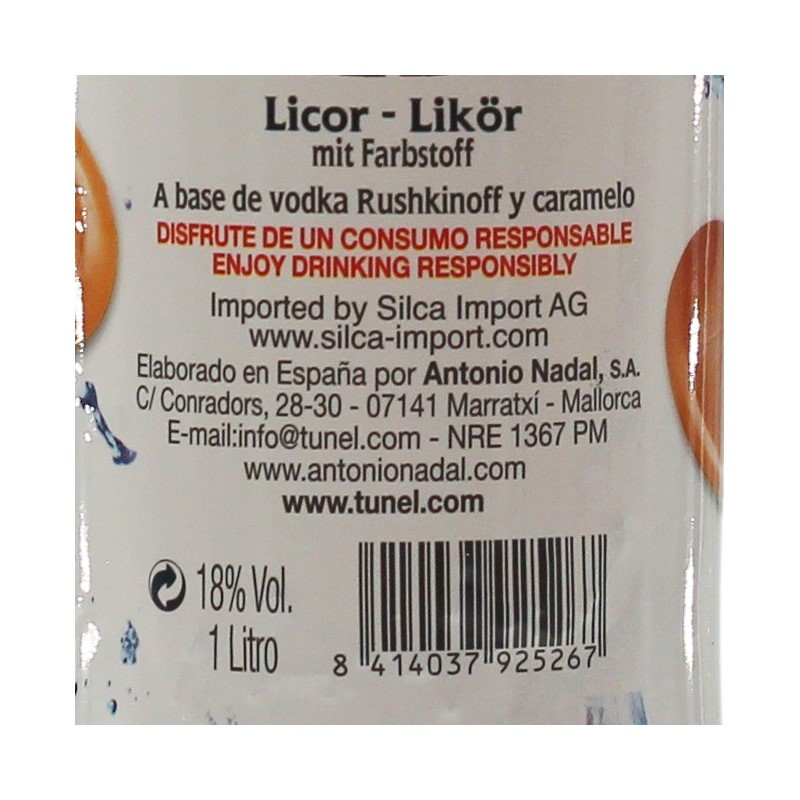 Licor - Likör
mit Farbstoff
A base de vodka Rushkinoff y caramelo
DISFRUTE DE UN CONSUMO RESPONSABLE
ENJOY DRINKING RESPONSIBLY
Imported by Silca Import AG
www.silca-import.com
Elaborado en España por Antonio Nadal, S.A.
C/ Conradors, 28-30 - 07141 Marratxí - Mallorca
E-mail:info@tunel.com - NRE 1367 PM
www.antonionadal.com
www.tunel.com
18% Vol.
1 Litro
8 414037 925267